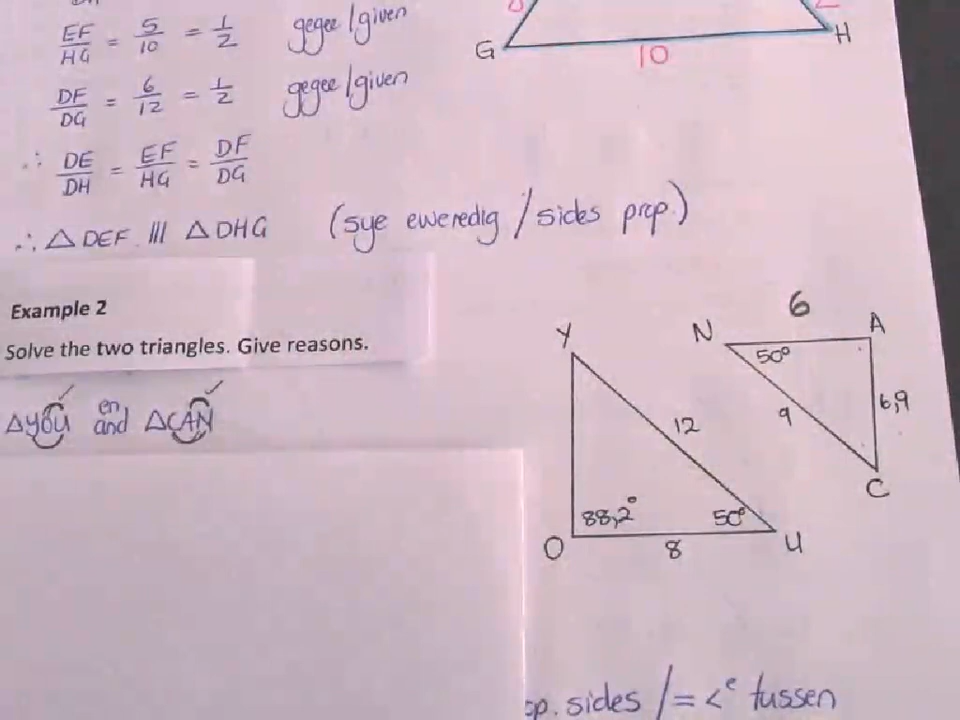 EF/HG = 5/10 = 1/2 gegee/given
DF/DG = 6/12 = 1/2 gegee/given
∴ DE/DH = EF/HG = DF/DG
∴ △DEF /// △DHG (sye eweredig / sides prop.)
G 10 H
Example 2
Solve the two triangles. Give reasons.
△YOU en and △CAN
6
Y N A
50°
12 9 6,9
C
88,2° 50°
O 8 U
op. sides / = <e tussen